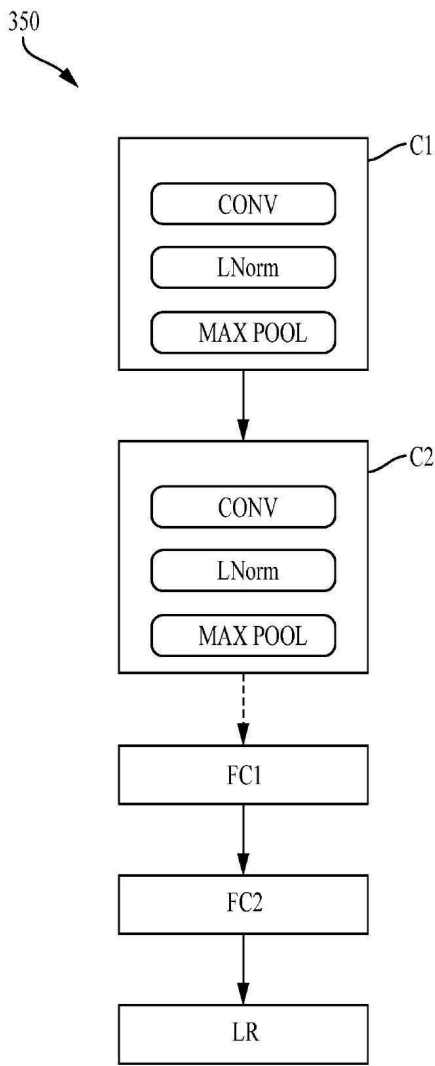 350
C1
CONV
LNorm
MAX POOL
C2
CONV
LNorm
MAX POOL
FC1
FC2
LR